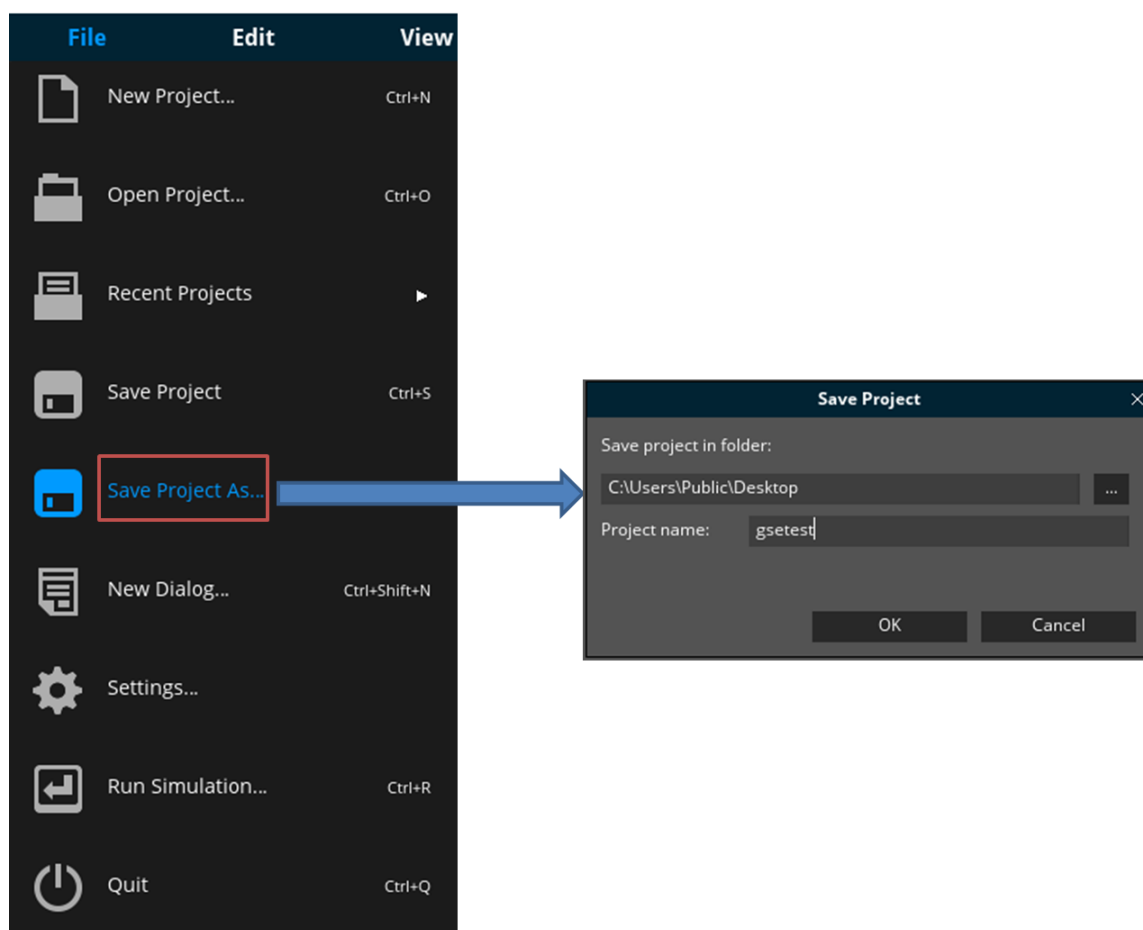 File Edit View
New Project... Ctrl+N
Open Project... Ctrl+O
Recent Projects
Save Project Ctrl+S
Save Project As...
New Dialog... Ctrl+Shift+N
Settings...
Run Simulation... Ctrl+R
Quit Ctrl+Q
Save Project
Save project in folder:
C:\Users\Public\Desktop ...
Project name: gsetest
OK Cancel